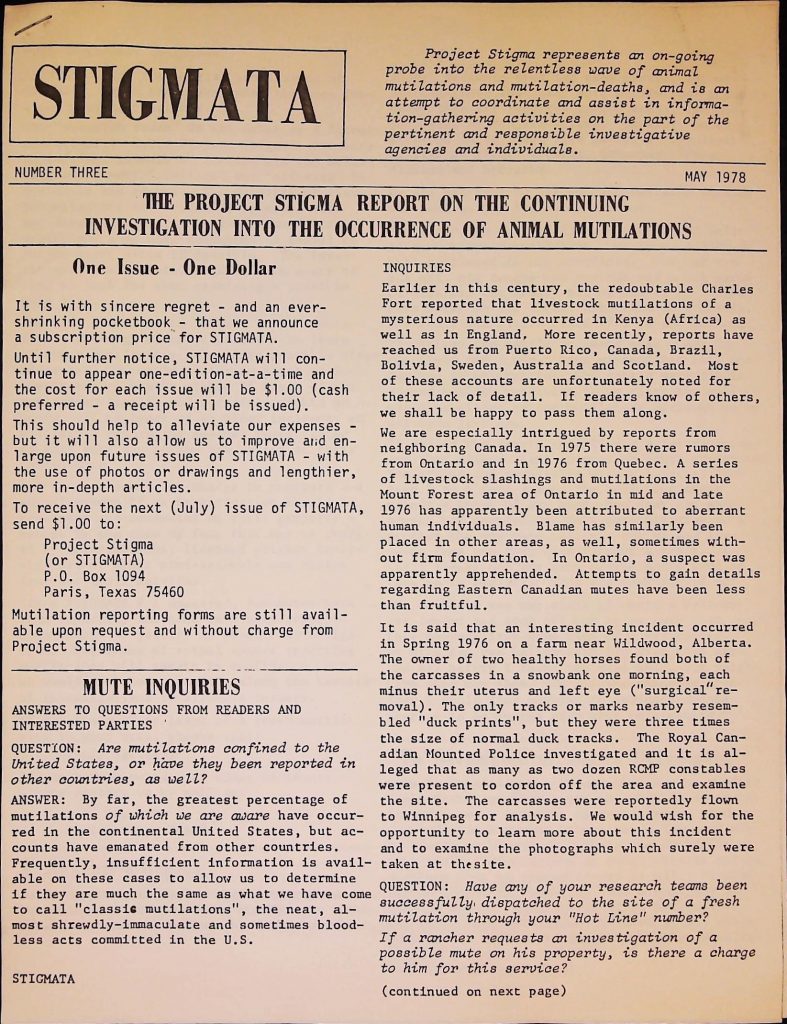 STIGMATA
Project Stigma represents an on-going
probe into the relentless wave of animal
mutilations and mutilation-deaths, and is an
attempt to coordinate and assist in informa-
tion-gathering activities on the part of the
pertinent and responsible investigative
agencies and individuals.
NUMBER THREE
MAY 1978
THE PROJECT STIGMA REPORT ON THE CONTINUING
INVESTIGATION INTO THE OCCURRENCE OF ANIMAL MUTILATIONS
One Issue - One Dollar
It is with sincere regret - and an ever-
shrinking pocketbook - that we announce
a subscription price for STIGMATA.
Until further notice, STIGMATA will con-
tinue to appear one-edition-at-a-time and
the cost for each issue will be $1.00 (cash
preferred - a receipt will be issued).
This should help to alleviate our expenses -
but it will also allow us to improve and en-
large upon future issues of STIGMATA - with
the use of photos or drawings and lengthier,
more in-depth articles.
To receive the next (July) issue of STIGMATA,
send $1.00 to:
Project Stigma
(or STIGMATA)
P.O. Box 1094
Paris, Texas 75460
Mutilation reporting forms are still avail-
able upon request and without charge from
Project Stigma.
MUTE INQUIRIES
ANSWERS TO QUESTIONS FROM READERS AND
INTERESTED PARTIES
QUESTION: Are mutilations confined to the
United States, or have they been reported in
other countries, as well?
ANSWER: By far, the greatest percentage of
mutilations of which we are aware have occur-
red in the continental United States, but ac-
counts have emanated from other countries.
Frequently, insufficient information is avail-
able on these cases to allow us to determine
if they are much the same as what we have come
to call "classic mutilations", the neat, al-
most shrewdly-immaculate and sometimes blood-
less acts committed in the U.S.
STIGMATA
INQUIRIES
Earlier in this century, the redoubtable Charles
Fort reported that livestock mutilations of a
mysterious nature occurred in Kenya (Africa) as
well as in England. More recently, reports have
reached us from Puerto Rico, Canada, Brazil,
Bolivia, Sweden, Australia and Scotland. Most
of these accounts are unfortunately noted for
their lack of detail. If readers know of others,
we shall be happy to pass them along.
We are especially intrigued by reports from
neighboring Canada. In 1975 there were rumors
from Ontario and in 1976 from Quebec. A series
of livestock slashings and mutilations in the
Mount Forest area of Ontario in mid and late
1976 has apparently been attributed to aberrant
human individuals. Blame has similarly been
placed in other areas, as well, sometimes with-
out firm foundation. In Ontario, a suspect was
apparently apprehended. Attempts to gain details
regarding Eastern Canadian mutes have been less
than fruitful.
It is said that an interesting incident occurred
in Spring 1976 on a farm near Wildwood, Alberta.
The owner of two healthy horses found both of
the carcasses in a snowbank one morning, each
minus their uterus and left eye ("surgical" re-
moval). The only tracks or marks nearby resem-
bled "duck prints", but they were three times
the size of normal duck tracks. The Royal Can-
adian Mounted Police investigated and it is al-
leged that as many as two dozen RCMP constables
were present to cordon off the area and examine
the site. The carcasses were reportedly flown
to Winnipeg for analysis. We would wish for the
opportunity to learn more about this incident
and to examine the photographs which surely were
taken at the site.
QUESTION: Have any of your research teams been
successfully dispatched to the site of a fresh
mutilation through your "Hot Line" number?
If a rancher requests an investigation of a
possible mute on his property, is there a charge
to him for this service?
(continued on next page)